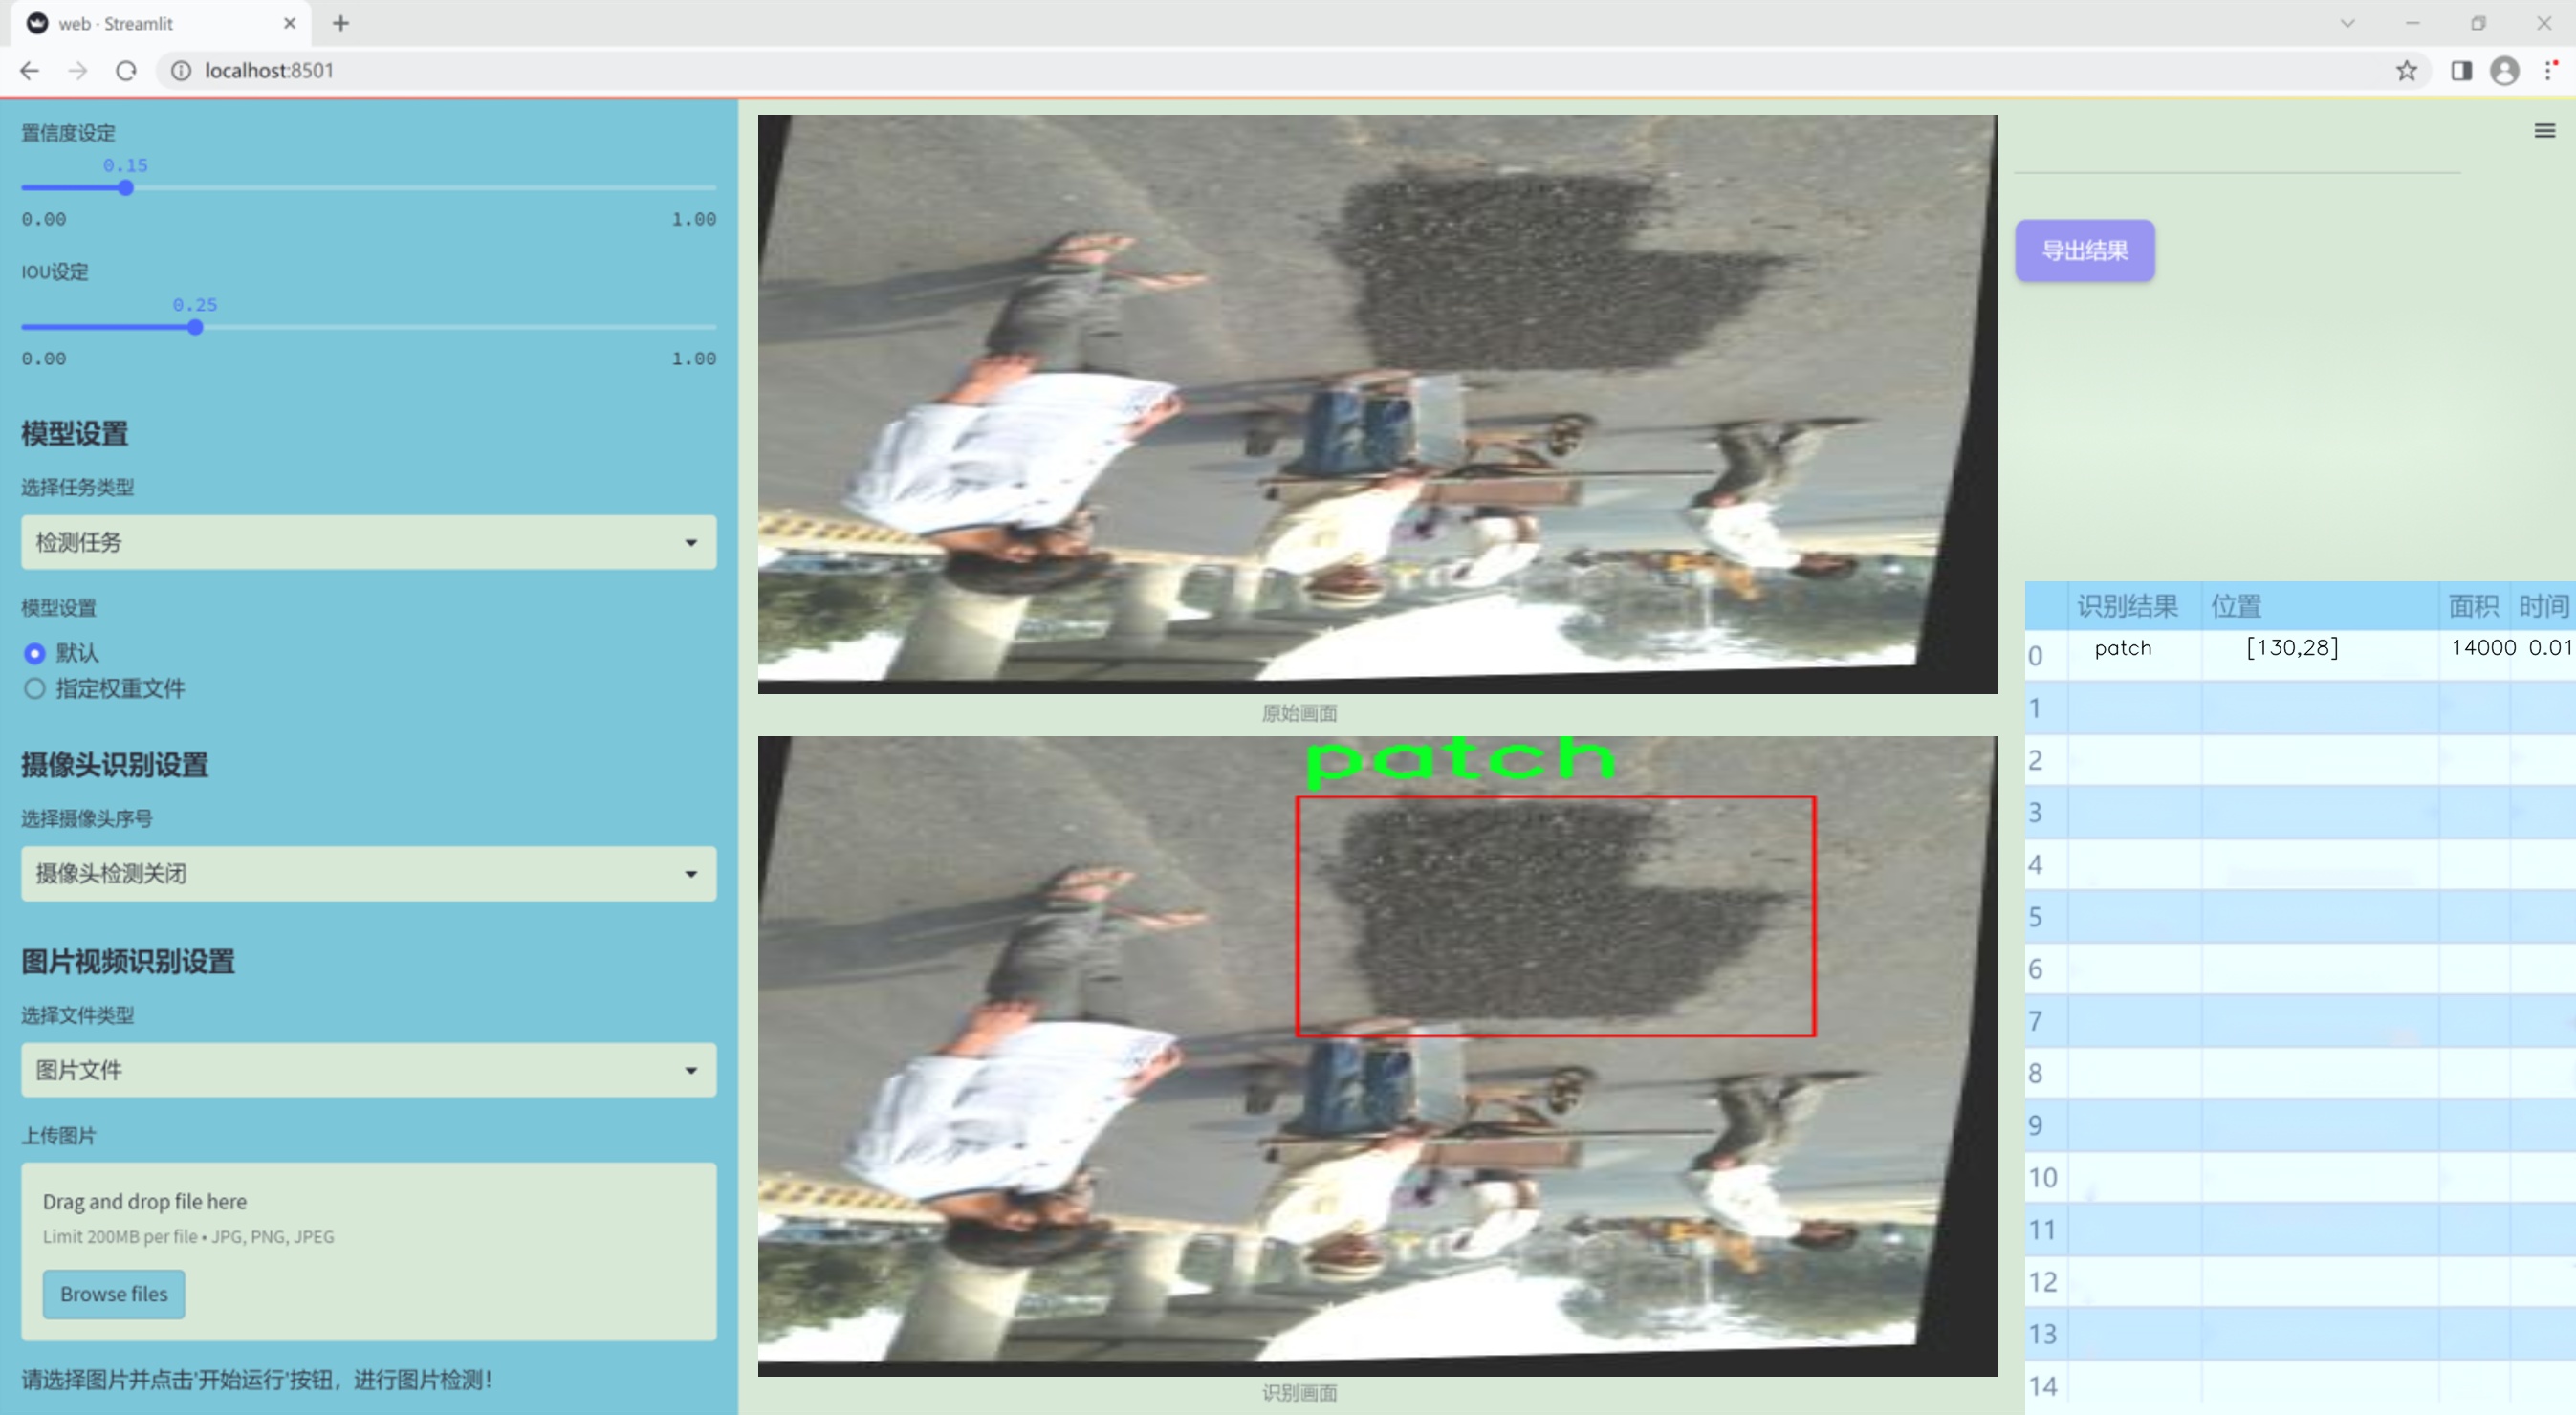 web · Streamlit
localhost:8501
置信度设定
0.15
0.00 1.00
IOU设定
0.25
0.00 1.00
模型设置
选择任务类型
检测任务
模型设置
默认
指定权重文件
摄像头识别设置
选择摄像头序号
摄像头检测关闭
图片视频识别设置
选择文件类型
图片文件
上传图片
Drag and drop file here
Limit 200MB per file • JPG, PNG, JPEG
Browse files
请选择图片并点击'开始运行'按钮，进行图片检测！
原始画面
patch
识别画面
导出结果
识别结果 位置 面积 时间
0 patch [130,28] 14000 0.01
1
2
3
4
5
6
7
8
9
10
11
12
13
14